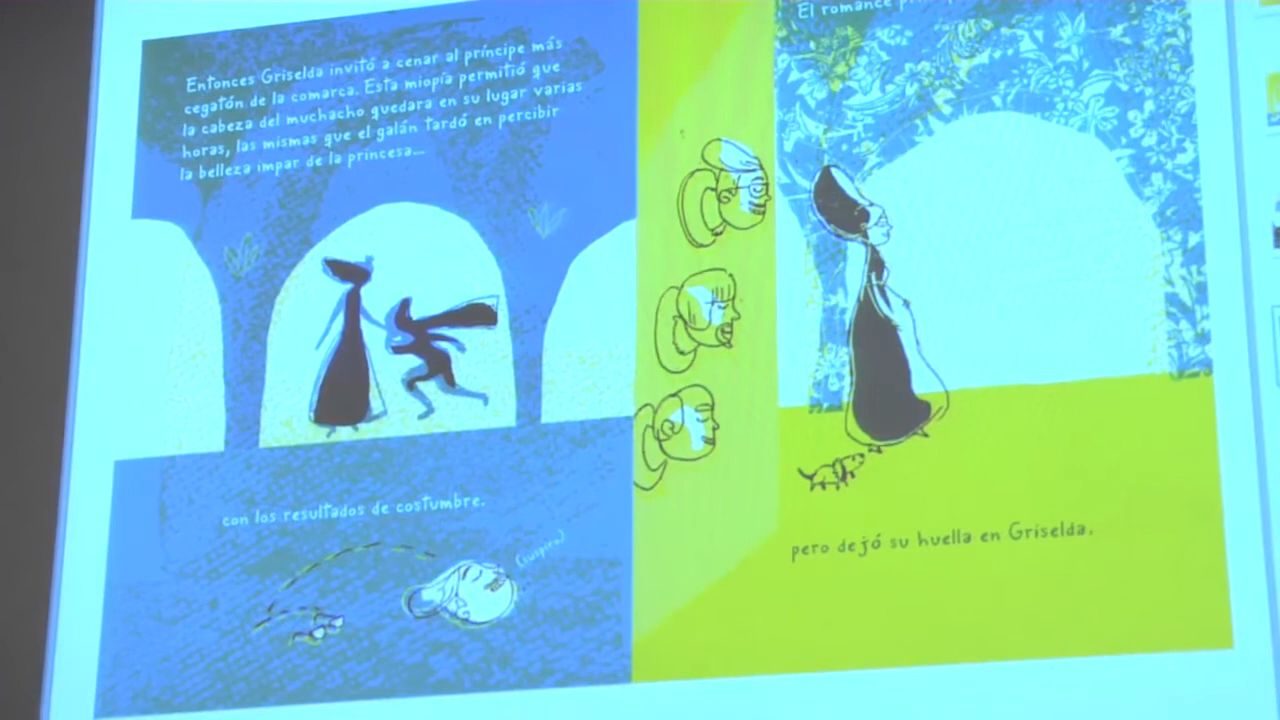 Entonces Griselda invitó a cenar al príncipe más
cegatón de la comarca. Esta miopía permitió que
la cabeza del muchacho quedara en su lugar varias
horas, las mismas que el galán tardó en percibir
la belleza impar de la princesa...
con los resultados de costumbre.
(suspiro)
El romance
pero dejó su huella en Griselda.